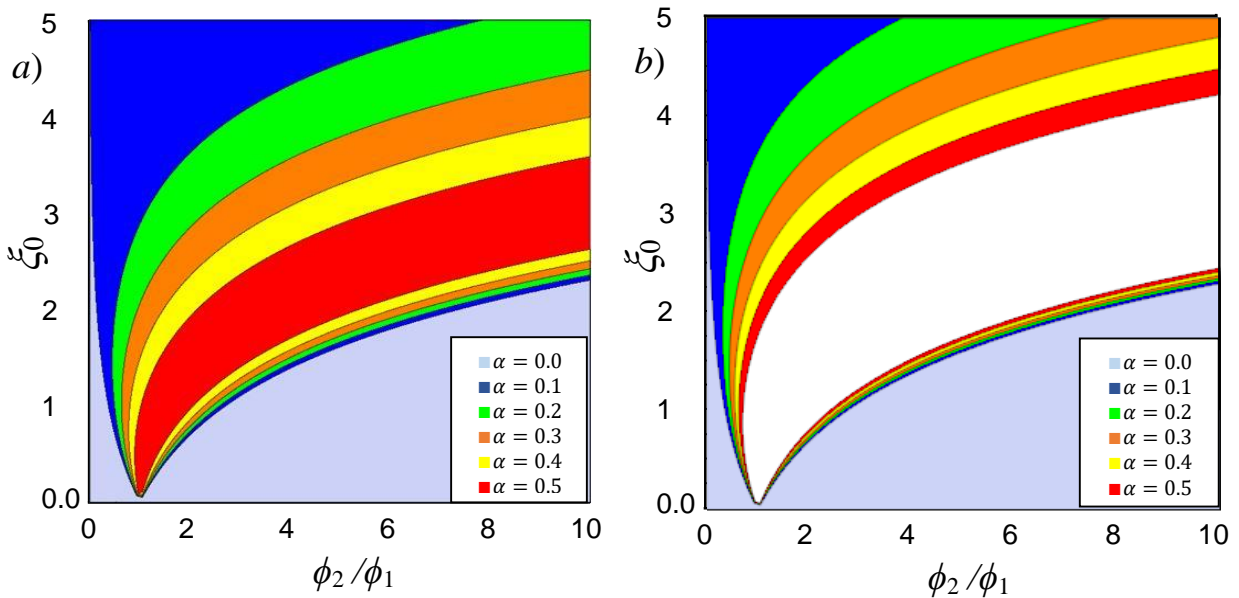 a)
5
4
3
2
1
0.0
ξ₀
0
2
4
6
8
10
ϕ₂/ϕ₁
α = 0.0
α = 0.1
α = 0.2
α = 0.3
α = 0.4
α = 0.5
b)
5
4
3
2
1
0.0
ξ₀
0
2
4
6
8
10
ϕ₂/ϕ₁
α = 0.0
α = 0.1
α = 0.2
α = 0.3
α = 0.4
α = 0.5